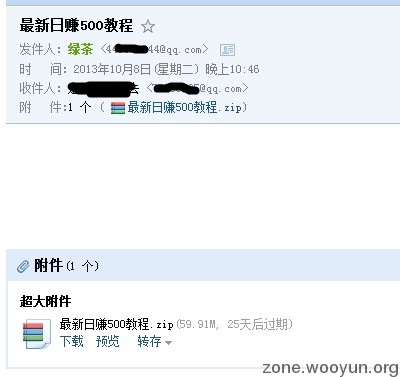 最新日赚500教程
发件人：绿茶 <4 44@qq.com>
时 间：2013年10月8日(星期二) 晚上10:46
收件人： < @qq.com>
附 件：1 个 ( 最新日赚500教程.zip)
附件(1 个)
超大附件
最新日赚500教程.zip(59.91M, 25天后过期)
下载 预览 转存
zone.wooyun.org